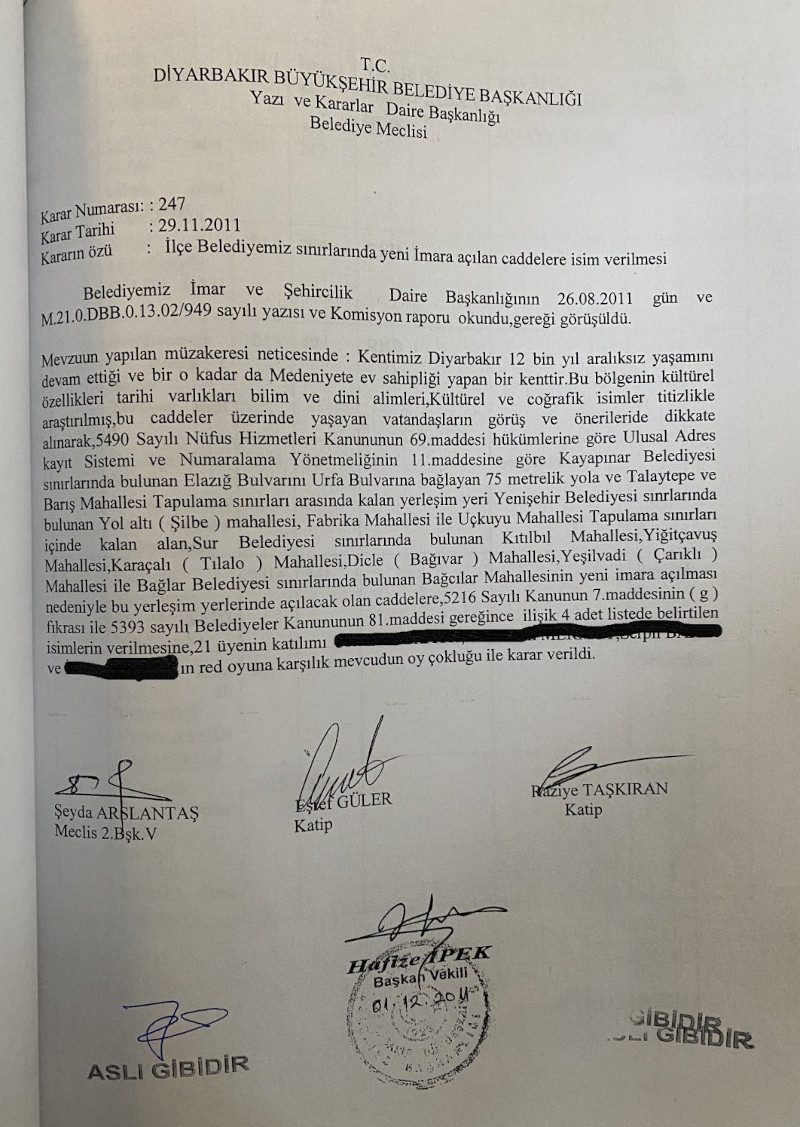 T.C.
DİYARBAKIR BÜYÜKŞEHİR BELEDİYE BAŞKANLIĞI
Yazı ve Kararlar Daire Başkanlığı
Belediye Meclisi
Karar Numarası: : 247
Karar Tarihi : 29.11.2011
Kararın özü : İlçe Belediyemiz sınırlarında yeni İmara açılan caddelere isim verilmesi
Belediyemiz İmar ve Şehircilik Daire Başkanlığının 26.08.2011 gün ve
M.21.0.DBB.0.13.02/949 sayılı yazısı ve Komisyon raporu okundu,gereği görüşüldü.
Mevzuun yapılan müzakeresi neticesinde : Kentimiz Diyarbakır 12 bin yıl aralıksız yaşamını
devam ettiği ve bir o kadar da Medeniyete ev sahipliği yapan bir kenttir.Bu bölgenin kültürel
özellikleri tarihi varlıkları bilim ve dini alimleri,Kültürel ve coğrafik isimler titizlikle
araştırılmış,bu caddeler üzerinde yaşayan vatandaşların görüş ve önerileride dikkate
alınarak,5490 Sayılı Nüfus Hizmetleri Kanununun 69.maddesi hükümlerine göre Ulusal Adres
kayıt Sistemi ve Numaralama Yönetmeliğinin 11.maddesine göre Kayapınar Belediyesi
sınırlarında bulunan Elazığ Bulvarını Urfa Bulvarına bağlayan 75 metrelik yola ve Talaytepe ve
Barış Mahallesi Tapulama sınırları arasında kalan yerleşim yeri Yenişehir Belediyesi sınrlarında
bulunan Yol altı ( Şilbe ) mahallesi, Fabrika Mahallesi ile Uçkuyu Mahallesi Tapulama sınırları
içinde kalan alan,Sur Belediyesi sınırlarında bulunan Kıtılbıl Mahallesi,Yiğitçavuş
Mahallesi,Karaçalı ( Tılalo ) Mahallesi,Dicle ( Bağıvar ) Mahallesi,Yeşilvadi ( Çarıklı )
Mahallesi ile Bağlar Belediyesi sınırlarında bulunan Bağcılar Mahallesinin yeni imara açılması
nedeniyle bu yerleşim yerlerinde açılacak olan caddelere,5216 Sayılı Kanunun 7.maddesinin ( g )
fikrası ile 5393 sayılı Belediyeler Kanununun 81.maddesi gereğince ilişik 4 adet listede belirtilen
isimlerin verilmesine,21 üyenin katılımı
ve ın red oyuna karşılık mevcudun oy çokluğu ile karar verildi.
Şeyda ARSLANTAŞ
Meclis 2.Bşk.V
Eşref GÜLER
Katip
Raziye TAŞKIRAN
Katip
Hafize İPEK
Başkan Vekili
01.12.2011
ASLI GİBİDİR
GİBİDİR
ASLI GİBİDİR